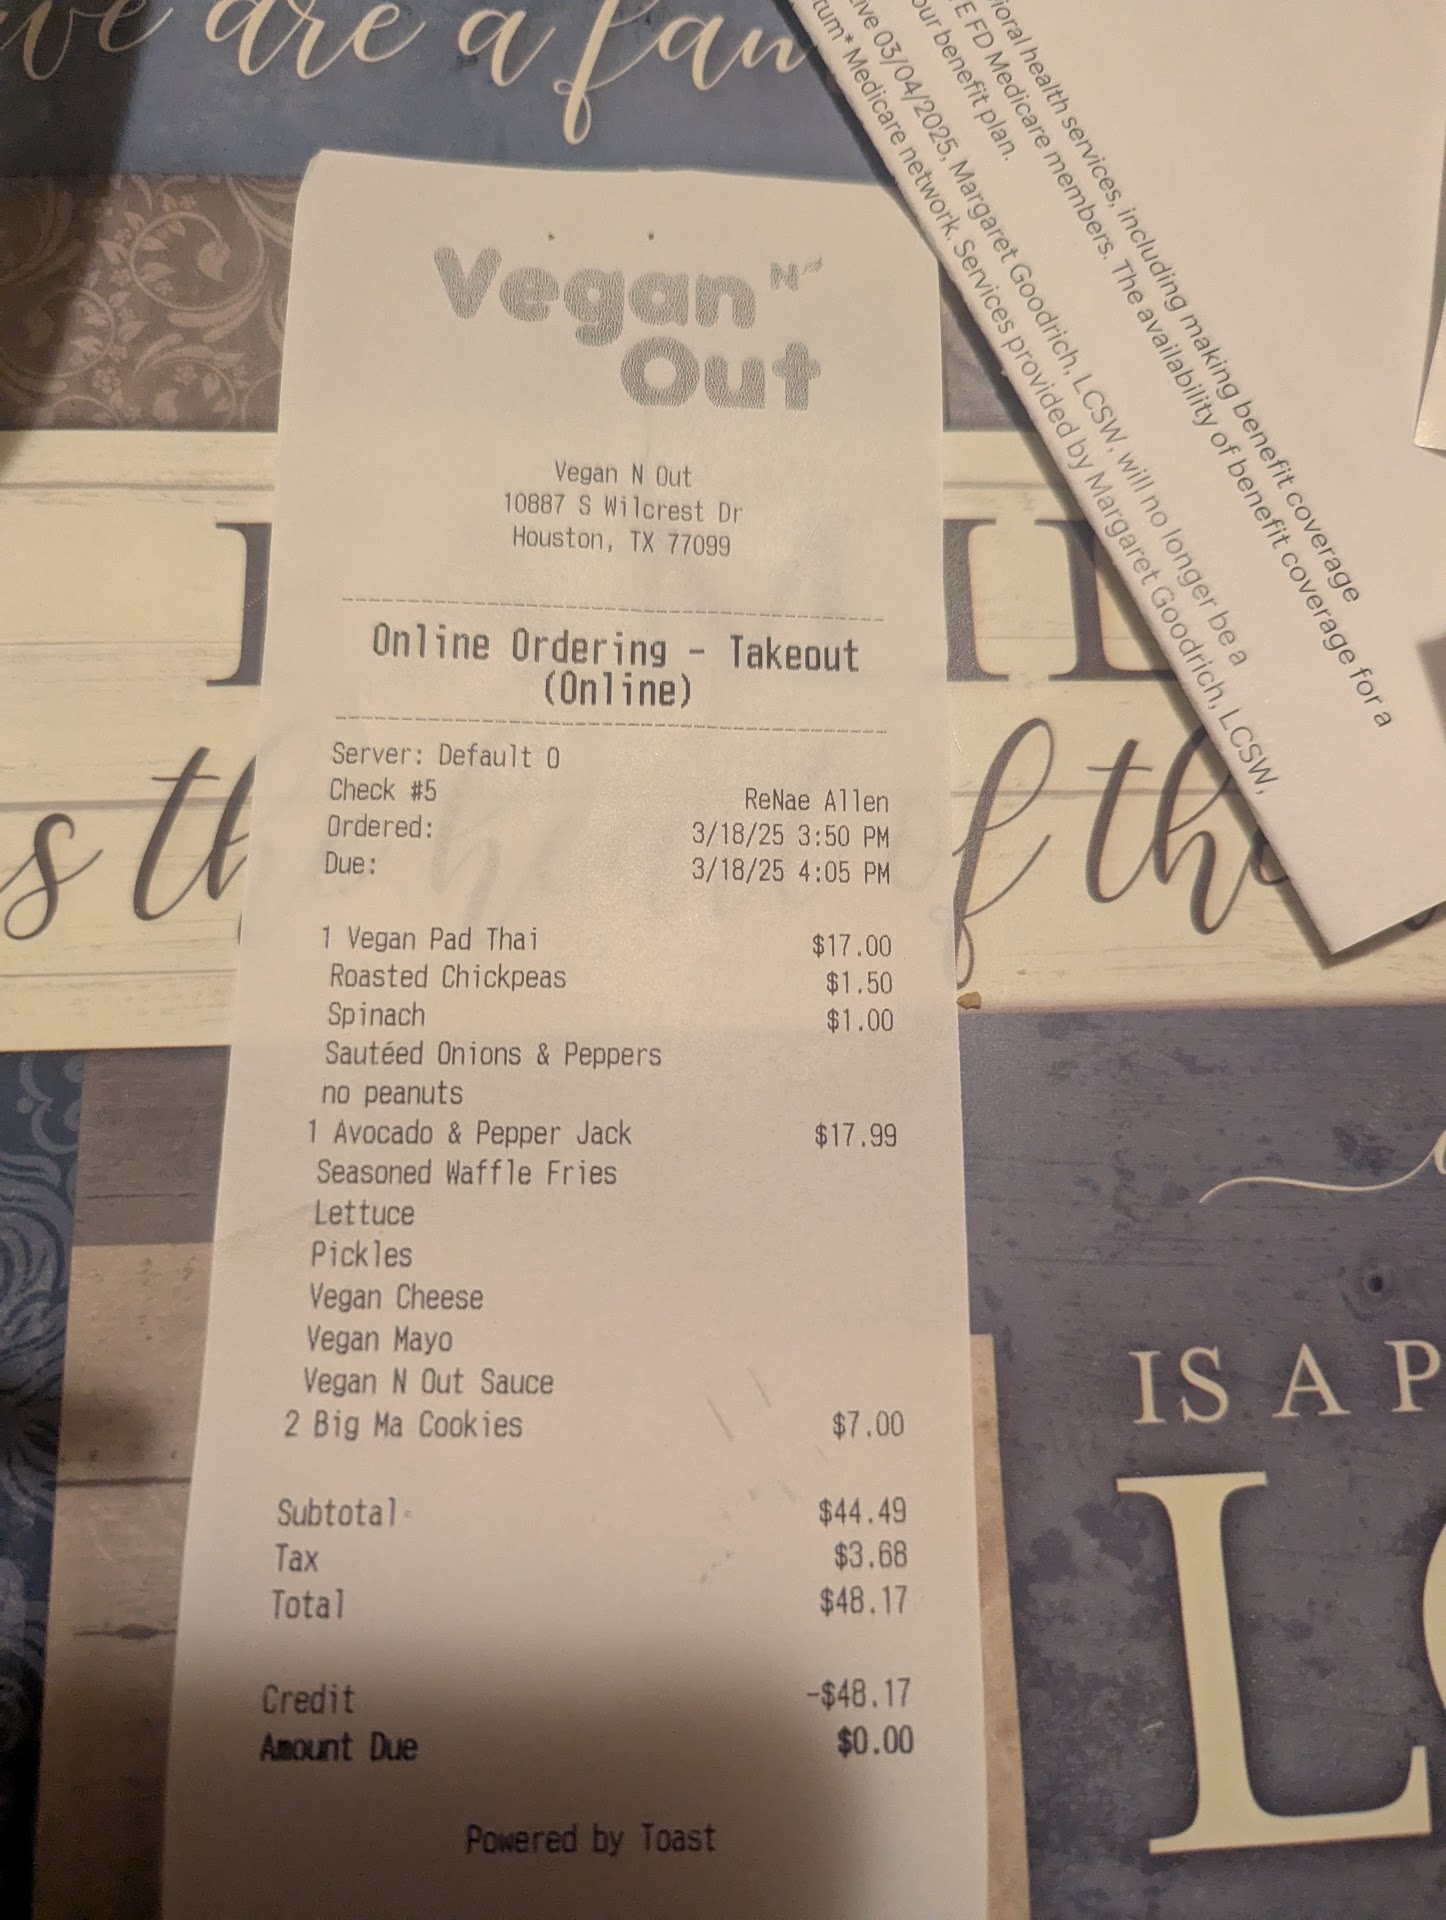 we are a fam
Vegan N
Out
Vegan N Out
10887 S Wilcrest Dr
Houston, TX 77099
Online Ordering - Takeout
(Online)
Server: Default 0
Check #5
ReNae Allen
Ordered: 3/18/25 3:50 PM
Due: 3/18/25 4:05 PM
1 Vegan Pad Thai $17.00
Roasted Chickpeas $1.50
Spinach $1.00
Sautéed Onions & Peppers
no peanuts
1 Avocado & Pepper Jack $17.99
Seasoned Waffle Fries
Lettuce
Pickles
Vegan Cheese
Vegan Mayo
Vegan N Out Sauce
2 Big Ma Cookies $7.00
Subtotal $44.49
Tax $3.68
Total $48.17
Credit -$48.17
Amount Due $0.00
Powered by Toast
health services, including making benefit coverage
FD Medicare members. The availability of benefit coverage for a
benefit plan.
03/04/2025, Margaret Goodrich, LCSW, will no longer be a
Medicare network. Services provided by Margaret Goodrich, LCSW,
of the
IS A P